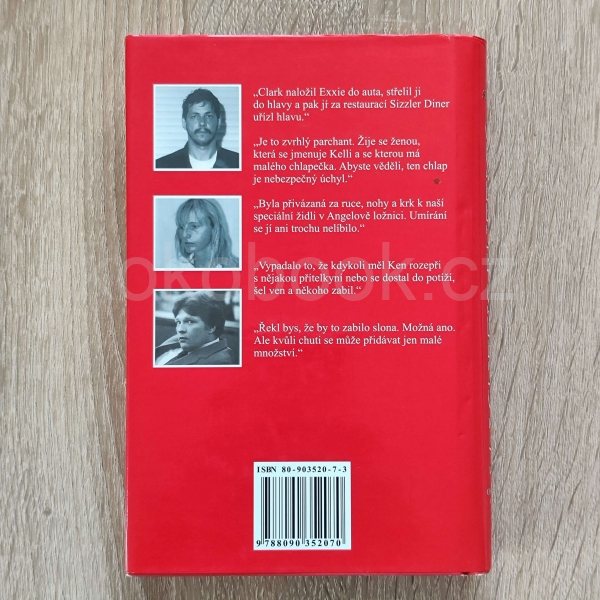 „Clark naložil Exxie do auta, střelil ji
do hlavy a pak jí za restaurací Sizzler Diner
uřízl hlavu.“
„Je to zvrhlý parchant. Žije se ženou,
která se jmenuje Kelli a se kterou má
malého chlapečka. Abyste věděli, ten chlap
je nebezpečný úchyl.“
„Byla přivázaná za ruce, nohy a krk k naší
speciální židli v Angelově ložnici. Umírání
se jí ani trochu nelíbilo.“
„Vypadalo to, že kdykoli měl Ken rozepři
s nějakou přítelkyní nebo se dostal do potíží,
šel ven a někoho zabil.“
„Řekl bys, že by to zabilo slona. Možná ano.
Ale kvůli chuti se může přidávat jen malé
množství.“
ISBN 80-903520-7-3
9 788090 352070